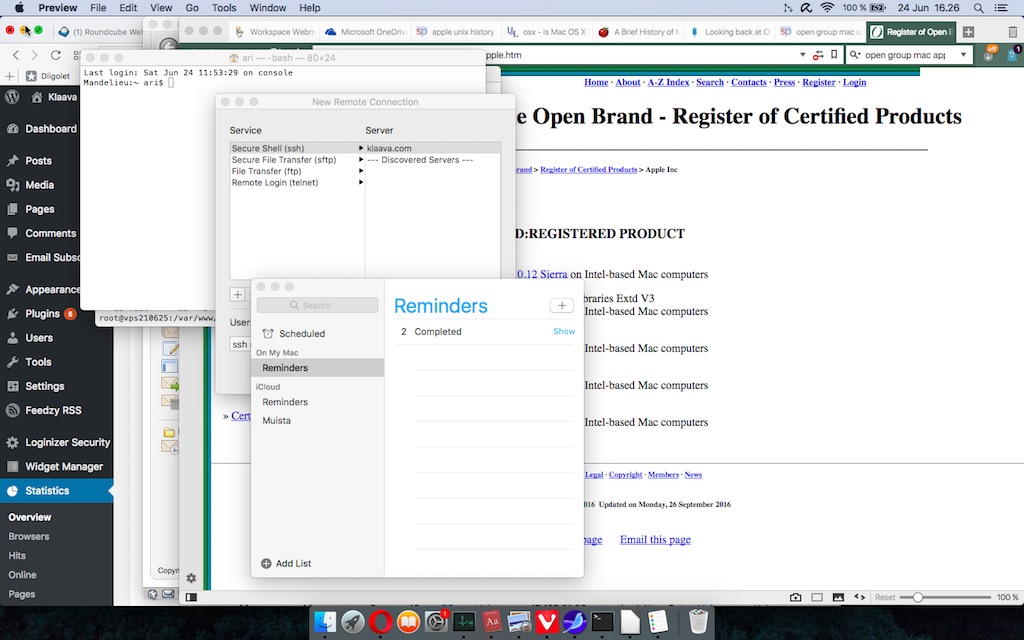 Preview File Edit View Go Tools Window Help 100 % 24 Jun 16.26
(1) Roundcube We
Workspace Webm
Microsoft OneDriv
apple unix history
osx - Is Mac OS X
A Brief History of
Looking back at O
open group mac u
Register of Open B
pple.htm
open group mac app
off
1
Diigolet
ari — -bash — 80×24
Last login: Sat Jun 24 11:53:29 on console
Mandelieu:~ ari$
Klaava
Dashboard
Posts
Media
Pages
Comments
Email Subsc
Appearance
Plugins 6
Users
Tools
Settings
Feedzy RSS
Loginizer Security
Widget Manager
Statistics
Overview
Browsers
Hits
Online
Pages
root@vps210625:/var/www/
Copyr
New Remote Connection
Service Server
Secure Shell (ssh) klaava.com
Secure File Transfer (sftp) --- Discovered Servers ---
File Transfer (ftp)
Remote Login (telnet)
User
ssh
Home · About · A-Z Index · Search · Contacts · Press · Register · Login
e Open Brand - Register of Certified Products
rand > Register of Certified Products > Apple Inc
D:REGISTERED PRODUCT
0.12 Sierra on Intel-based Mac computers
braries Extd V3
Intel-based Mac computers
Intel-based Mac computers
Intel-based Mac computers
Intel-based Mac computers
» Cert
Legal · Copyright · Members · News
2016 Updated on Monday, 26 September 2016
page Email this page
Search
Scheduled
On My Mac
Reminders
iCloud
Reminders
Muista
Add List
Reminders
2 Completed Show
Reset 100 %